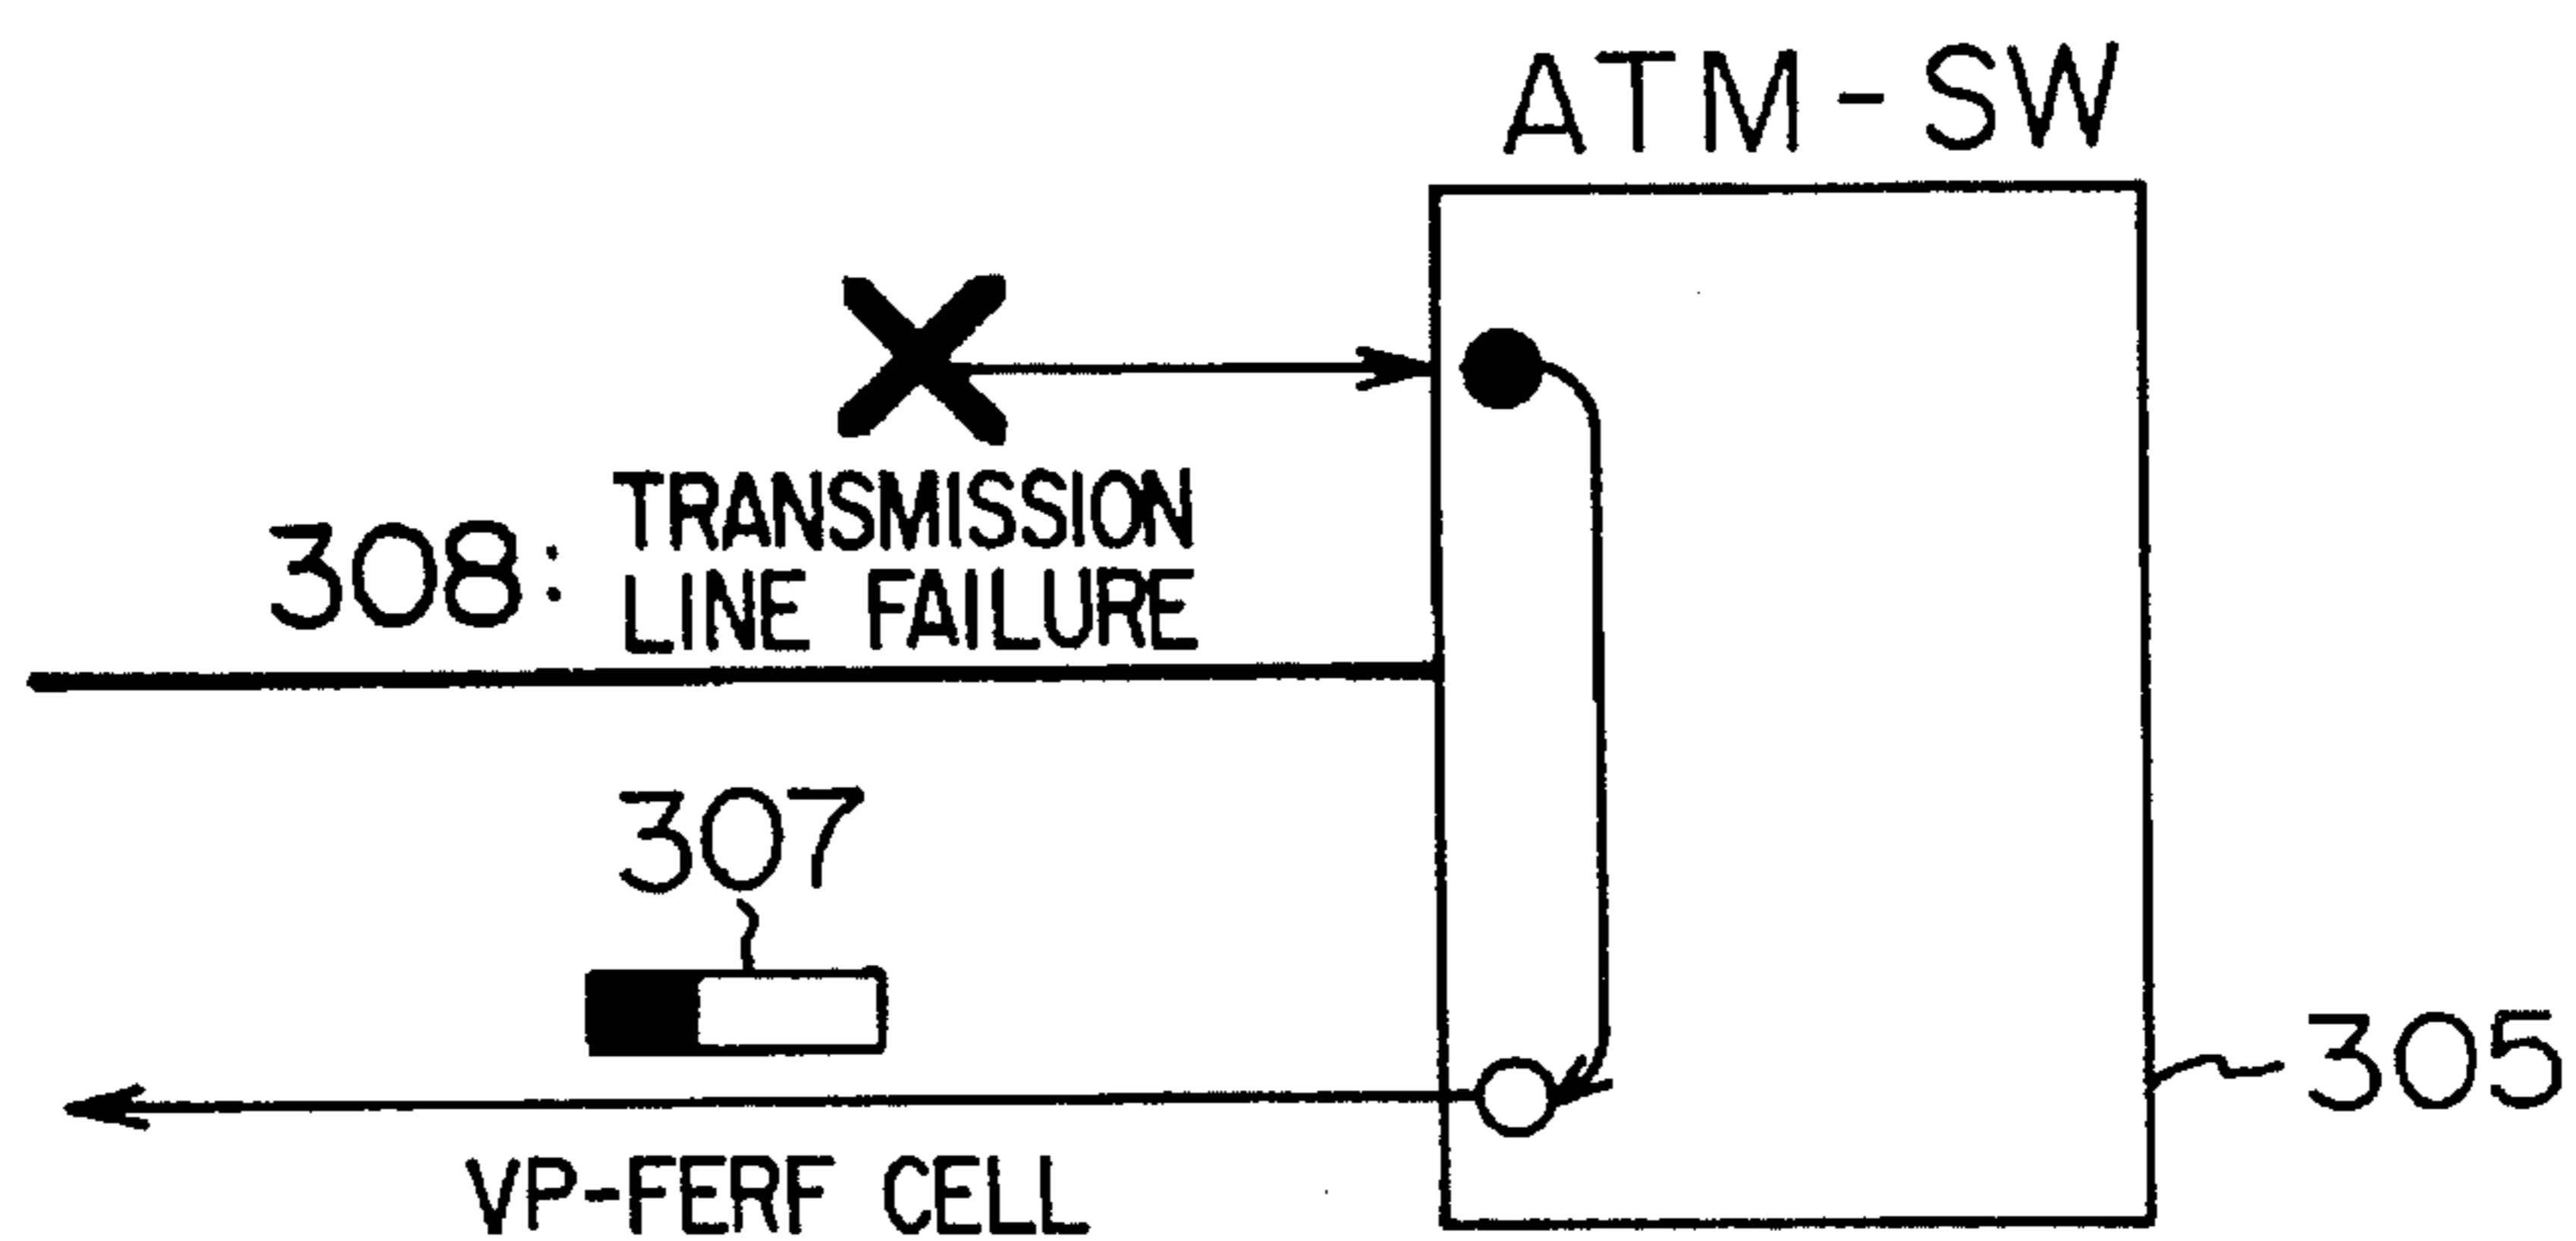 ATM-SW
308: TRANSMISSION
LINE FAILURE
307
305
VP-FERF CELL